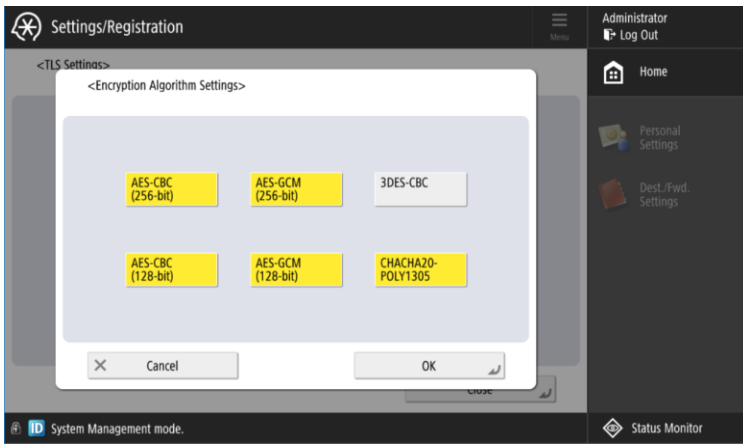 Settings/Registration
Menu
Administrator
Log Out
<TLS Settings>
<Encryption Algorithm Settings>
Home
Personal
Settings
Dest./Fwd.
Settings
AES-CBC
(256-bit)
AES-GCM
(256-bit)
3DES-CBC
AES-CBC
(128-bit)
AES-GCM
(128-bit)
CHACHA20-
POLY1305
Cancel
OK
Close
ID System Management mode.
Status Monitor